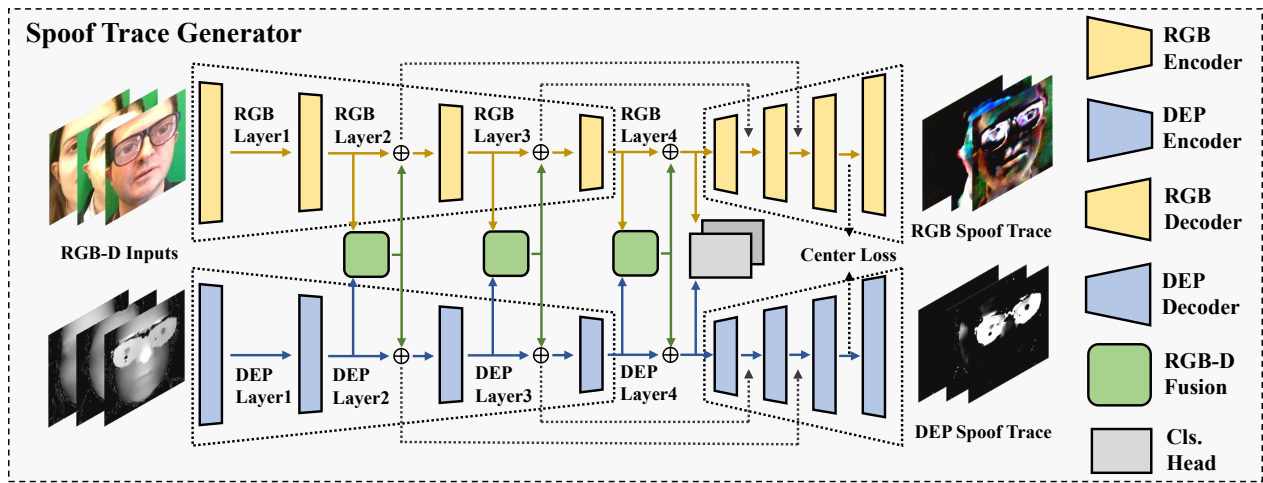 Spoof Trace Generator
RGB
Layer1
RGB
Layer2
RGB
Layer3
RGB
Layer4
RGB-D Inputs
RGB Spoof Trace
Center Loss
DEP
Layer1
DEP
Layer2
DEP
Layer3
DEP
Layer4
DEP Spoof Trace
RGB
Encoder
DEP
Encoder
RGB
Decoder
DEP
Decoder
RGB-D
Fusion
Cls.
Head